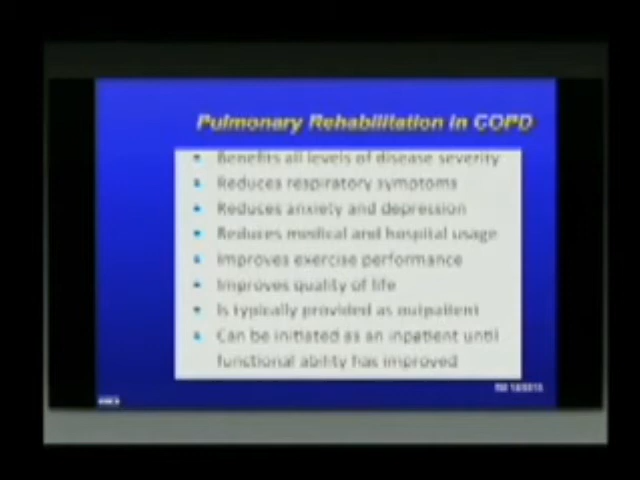 Pulmonary Rehabilitation in COPD
Benefits all levels of disease severity
Reduces respiratory symptoms
Reduces anxiety and depression
Reduces medical and hospital usage
Improves exercise performance
Improves quality of life
Is typically provided as outpatient
Can be initiated as an inpatient until
functional ability has improved